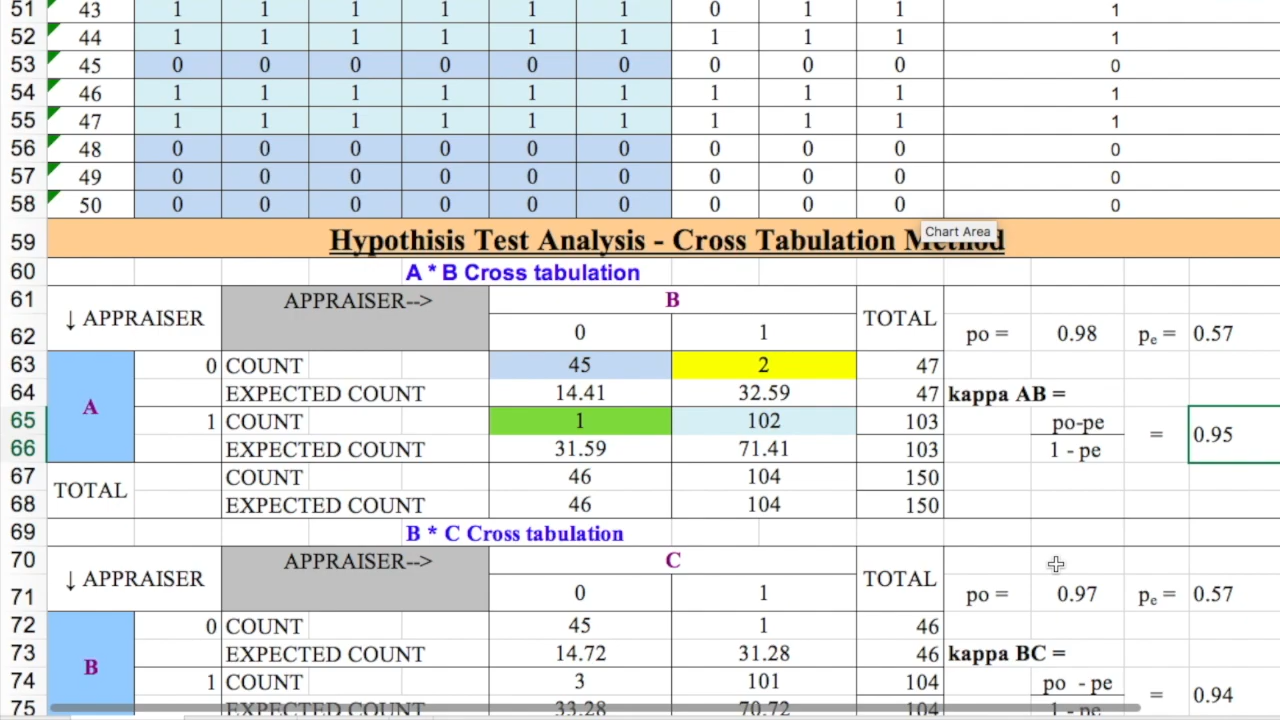 51 43 1 1 1 1 1 1 0 1 1 1
52 44 1 1 1 1 1 1 1 1 1 1
53 45 0 0 0 0 0 0 0 0 0 0
54 46 1 1 1 1 1 1 1 1 1 1
55 47 1 1 1 1 1 1 1 1 1 1
56 48 0 0 0 0 0 0 0 0 0 0
57 49 0 0 0 0 0 0 0 0 0 0
58 50 0 0 0 0 0 0 0 0 0 0
Chart Area
59 Hypothisis Test Analysis - Cross Tabulation Method
60 A * B Cross tabulation
61 ↓ APPRAISER APPRAISER--> B TOTAL
62 0 1 po = 0.98 pe = 0.57
63 A 0 COUNT 45 2 47
64 EXPECTED COUNT 14.41 32.59 47 kappa AB =
65 1 COUNT 1 102 103 po-pe = 0.95
66 EXPECTED COUNT 31.59 71.41 103 1 - pe
67 TOTAL COUNT 46 104 150
68 EXPECTED COUNT 46 104 150
69 B * C Cross tabulation
70 ↓ APPRAISER APPRAISER--> C TOTAL
71 0 1 po = 0.97 pe = 0.57
72 B 0 COUNT 45 1 46
73 EXPECTED COUNT 14.72 31.28 46 kappa BC =
74 1 COUNT 3 101 104 po - pe = 0.94
75 EXPECTED COUNT 33.28 70.72 104 1 - pe